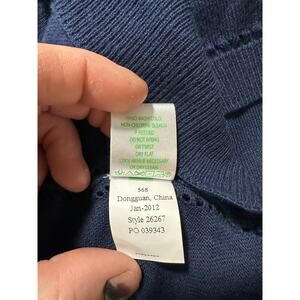 HAND WASH COLD
NON-CHLORINE BLEACH
IF NEEDED
DO NOT WRING
OR TWIST
DRY FLAT
COOL IRON IF NECESSARY
OR DRY CLEAN
568
Dongguan, China
Jan-2012
Style 26267
PO 039343